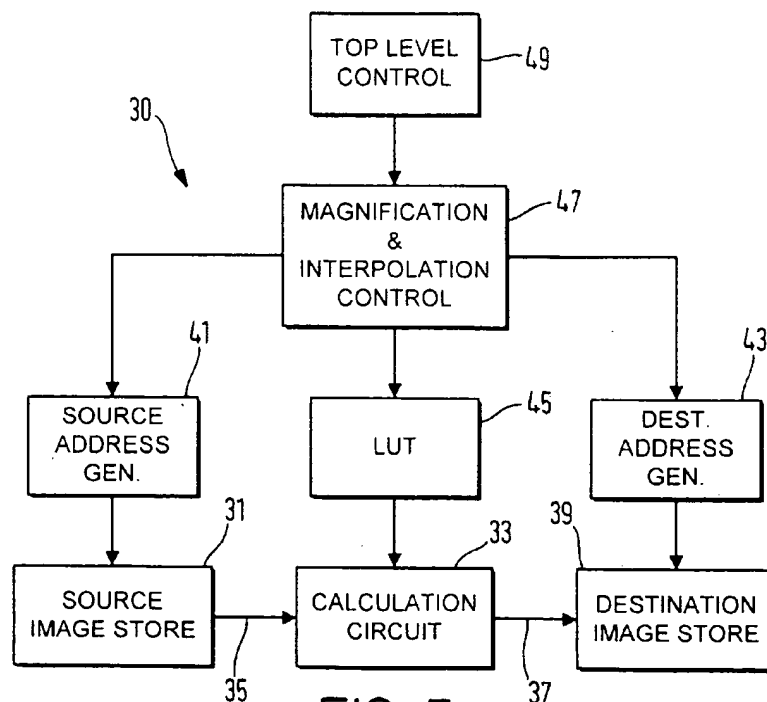 TOP LEVEL
CONTROL
49
30
MAGNIFICATION
&
INTERPOLATION
CONTROL
47
41
SOURCE
ADDRESS
GEN.
LUT
45
43
DEST.
ADDRESS
GEN.
31
SOURCE
IMAGE STORE
35
33
CALCULATION
CIRCUIT
37
39
DESTINATION
IMAGE STORE